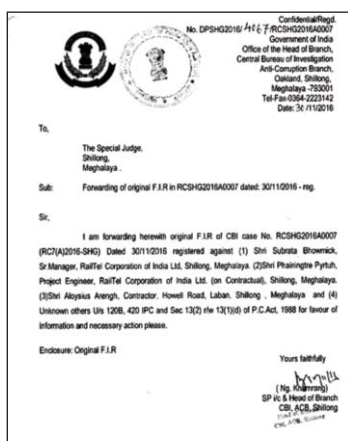 Confidential/Regd.
No. DPSHG2016/4067/RCSHG2016A0007
Government of India
Office of the Head of Branch,
Central Bureau of Investigation
Anti-Corruption Branch,
Oakland, Shillong,
Meghalaya -793001
Tel-Fax-0364-2223142
Date: 30/11/2016
To,
The Special Judge,
Shillong,
Meghalaya .
Sub: Forwarding of original F.I.R in RCSHG2016A0007 dated: 30/11/2016 - reg.
Sir,
I am forwarding herewith original F.I.R of CBI case No. RCSHG2016A0007
(RC7(A)2016-SHG) Dated 30/11/2016 registered against (1) Shri Subrata Bhowmick,
Sr.Manager, RailTel Corporation of India Ltd, Shillong, Meghalaya. (2)Shri Phainingtre Pyrtuh,
Project Engineer, RailTel Corporation of India Ltd. (on Contractual), Shillong, Meghalaya.
(3)Shri Aloysius Arengh, Contractor, Howell Road, Laban, Shillong , Meghalaya and (4)
Unknown others U/s 120B, 420 IPC and Sec 13(2) r/w 13(1)(d) of P.C.Act, 1988 for favour of
information and necessary action please.
Enclosure: Original F.I.R
Yours faithfully
( Ng. Khamrang)
SP i/c & Head of Branch
CBI, ACB, Shillong
CBI, ACB, Shillong